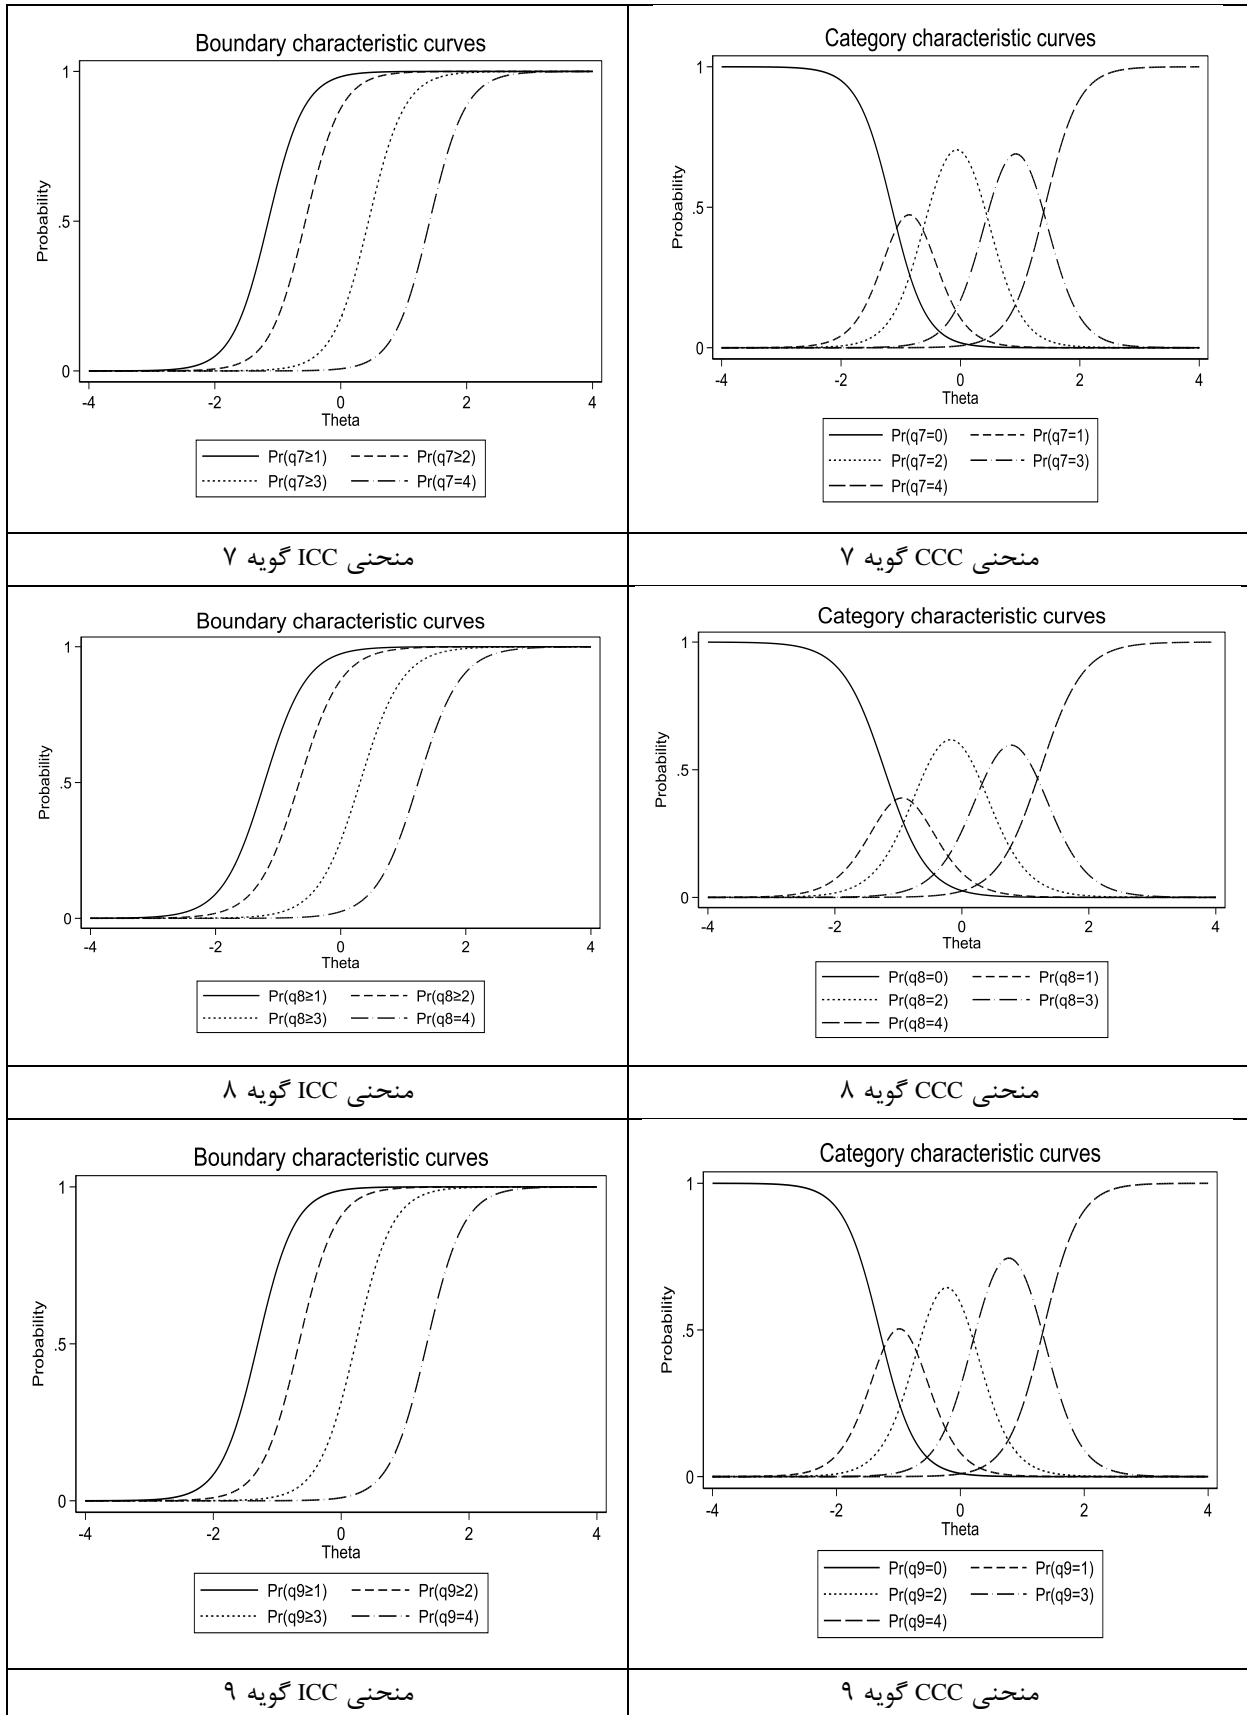 Boundary characteristic curves
1
.5
0
Probability
-4 -2 0 2 4
Theta
Pr(q7≥1) Pr(q7≥2)
Pr(q7≥3) Pr(q7=4)
Category characteristic curves
1
.5
0
Probability
-4 -2 0 2 4
Theta
Pr(q7=0) Pr(q7=1)
Pr(q7=2) Pr(q7=3)
Pr(q7=4)
منحنی ICC گویه ۷
منحنی CCC گویه ۷
Boundary characteristic curves
1
.5
0
Probability
-4 -2 0 2 4
Theta
Pr(q8≥1) Pr(q8≥2)
Pr(q8≥3) Pr(q8=4)
Category characteristic curves
1
.5
0
Probability
-4 -2 0 2 4
Theta
Pr(q8=0) Pr(q8=1)
Pr(q8=2) Pr(q8=3)
Pr(q8=4)
منحنی ICC گویه ۸
منحنی CCC گویه ۸
Boundary characteristic curves
1
.5
0
Probability
-4 -2 0 2 4
Theta
Pr(q9≥1) Pr(q9≥2)
Pr(q9≥3) Pr(q9=4)
Category characteristic curves
1
.5
0
Probability
-4 -2 0 2 4
Theta
Pr(q9=0) Pr(q9=1)
Pr(q9=2) Pr(q9=3)
Pr(q9=4)
منحنی ICC گویه ۹
منحنی CCC گویه ۹